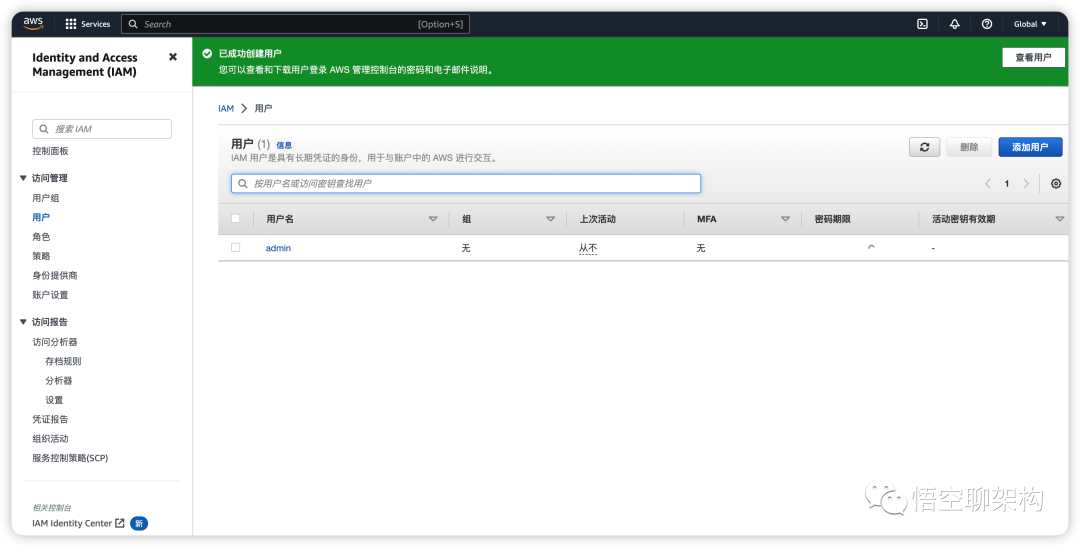 aws
Services
Search
[Option+S]
Global
Identity and Access
Management (IAM)
搜索 IAM
控制面板
访问管理
用户组
用户
角色
策略
身份提供商
账户设置
访问报告
访问分析器
存档规则
分析器
设置
凭证报告
组织活动
服务控制策略(SCP)
相关控制台
IAM Identity Center 新
已成功创建用户
您可以查看和下载用户登录 AWS 管理控制台的密码和电子邮件说明。
查看用户
IAM 用户
用户 (1) 信息
IAM 用户是具有长期凭证的身份，用于与账户中的 AWS 进行交互。
删除
添加用户
按用户名或访问密钥查找用户
1
用户名 组 上次活动 MFA 密码期限 活动密钥有效期
admin 无 从不 无 -
悟空聊架构